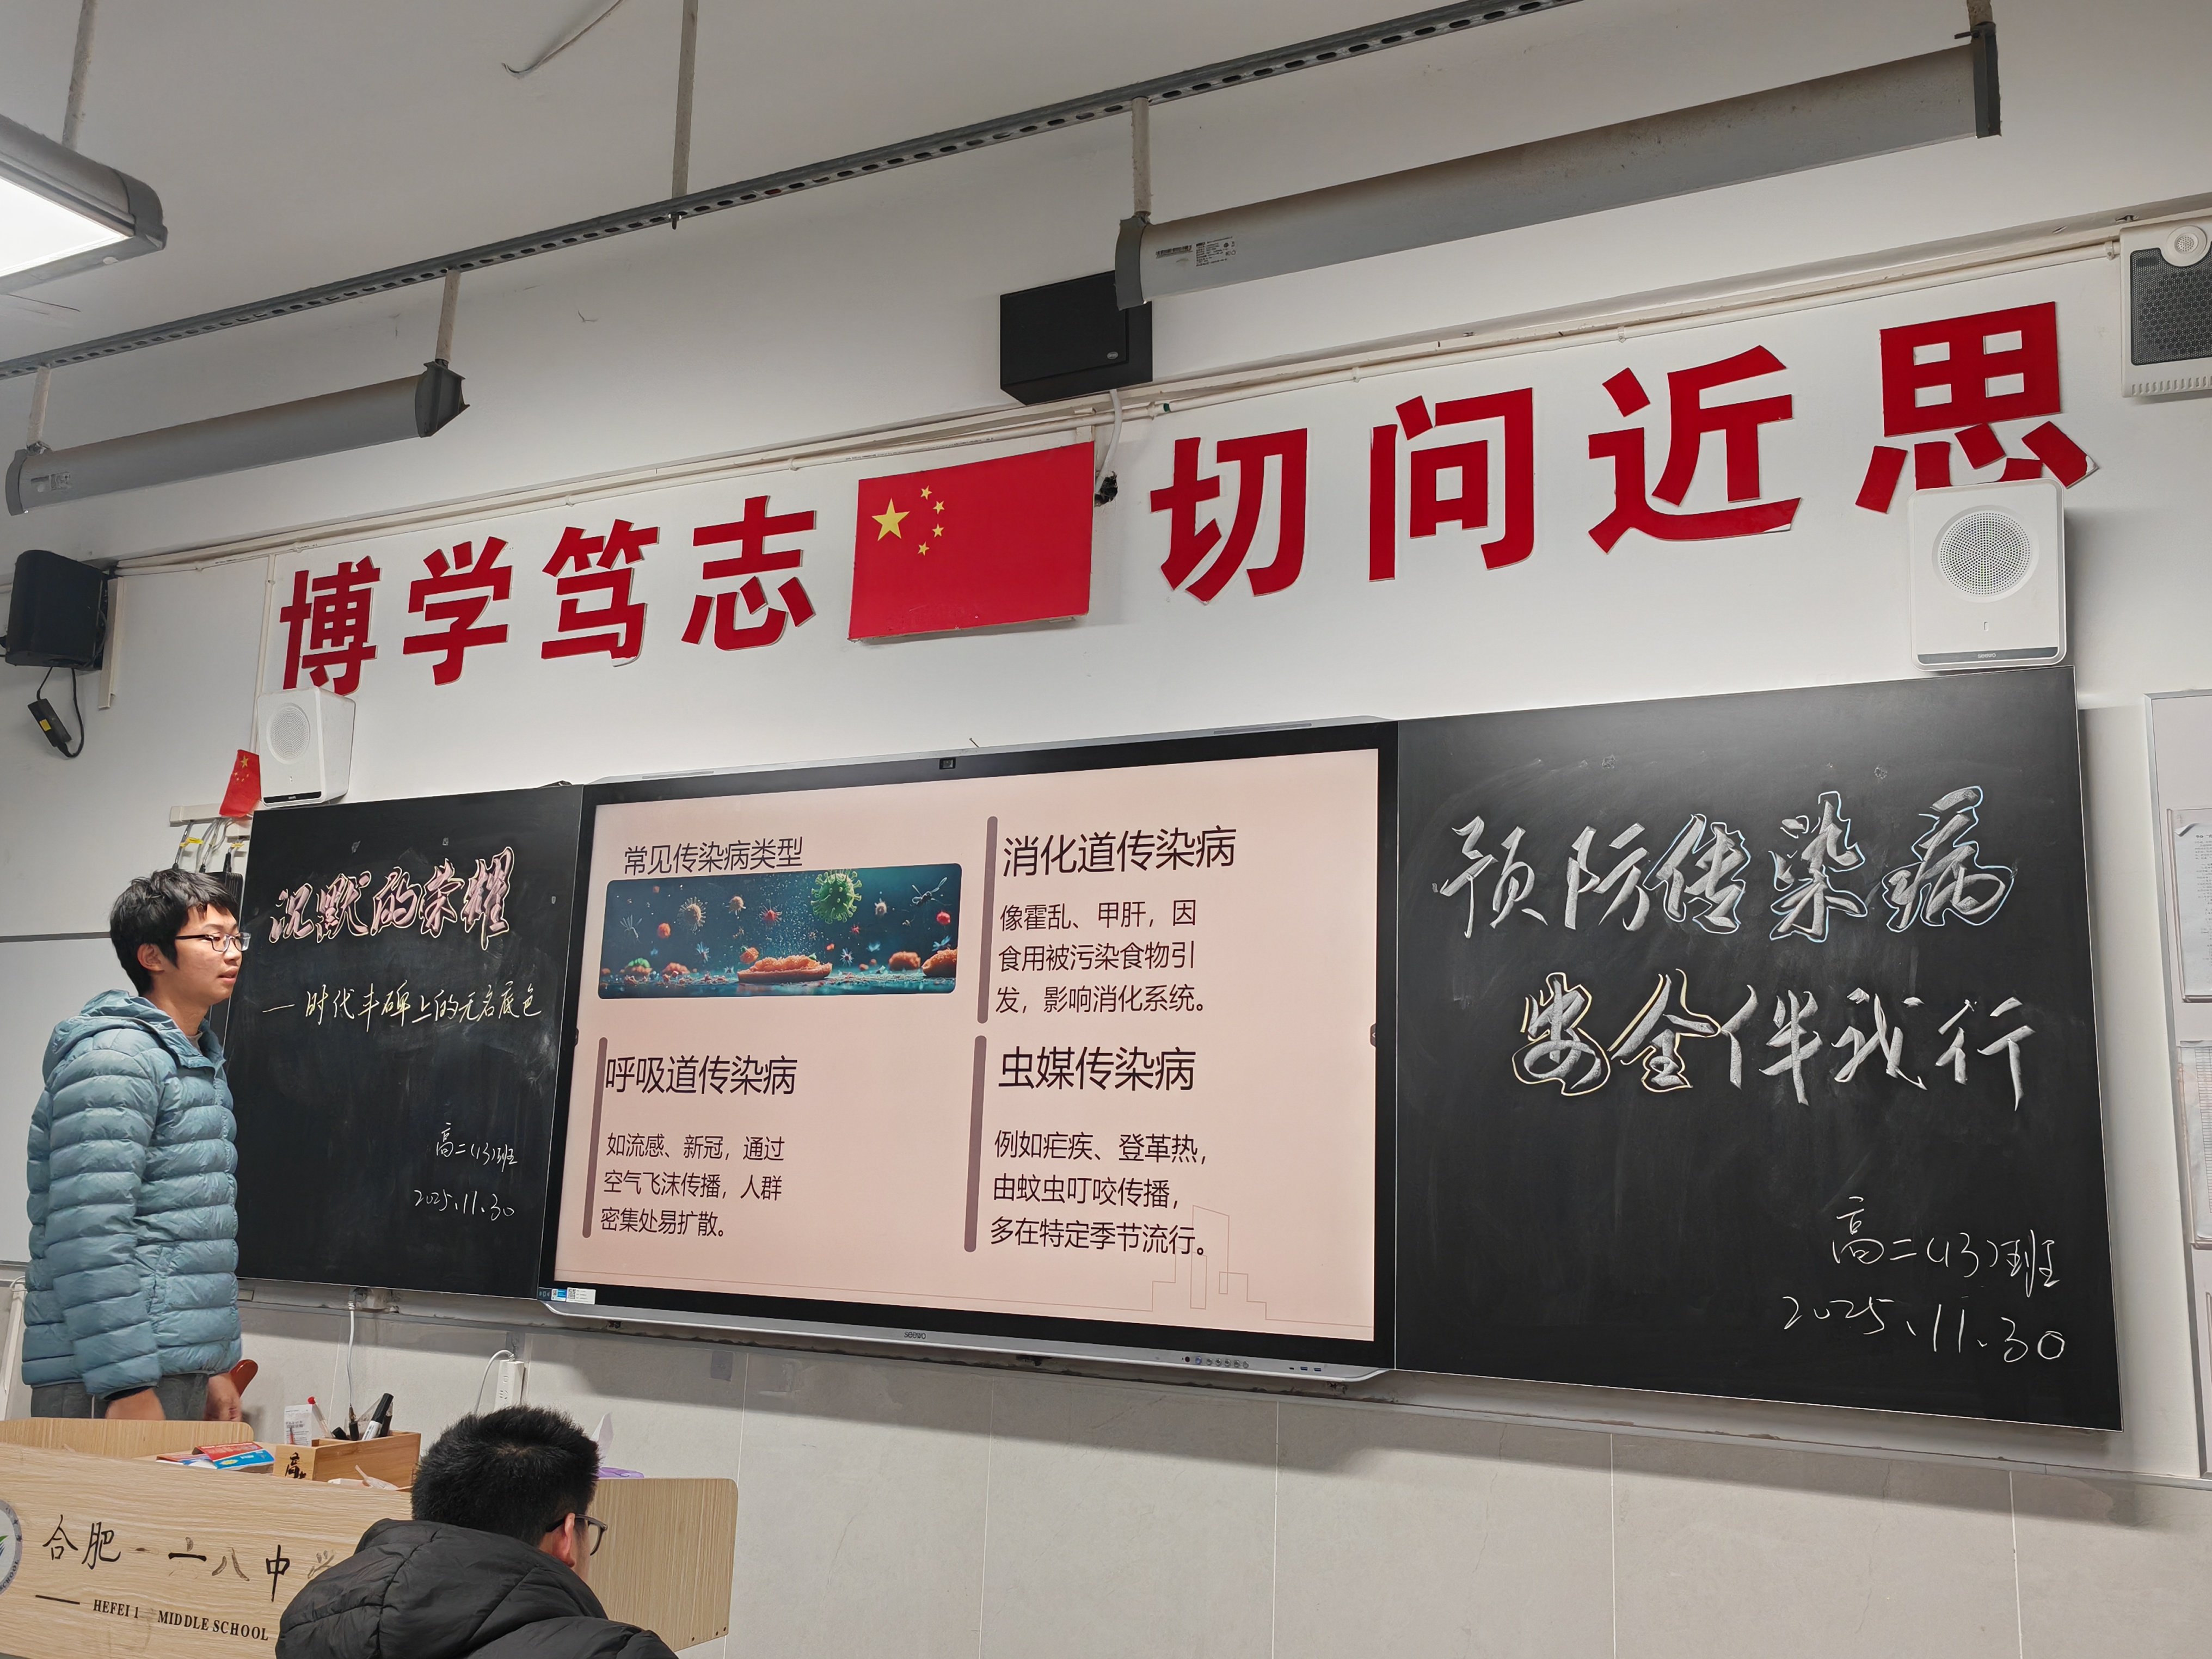 博学笃志 切问近思
沉默的荣耀
—时代丰碑上的无名底色
高二(13)班
2025.11.30
常见传染病类型
消化道传染病
像霍乱、甲肝，因
食用被污染食物引
发，影响消化系统。
呼吸道传染病
如流感、新冠，通过
空气飞沫传播，人群
密集处易扩散。
虫媒传染病
例如疟疾、登革热，
由蚊虫叮咬传播，
多在特定季节流行。
seewo
预防传染病
安全伴我行
高二(13)班
2025.11.30
seewo
合肥一六八中学
HEFEI 1 MIDDLE SCHOOL